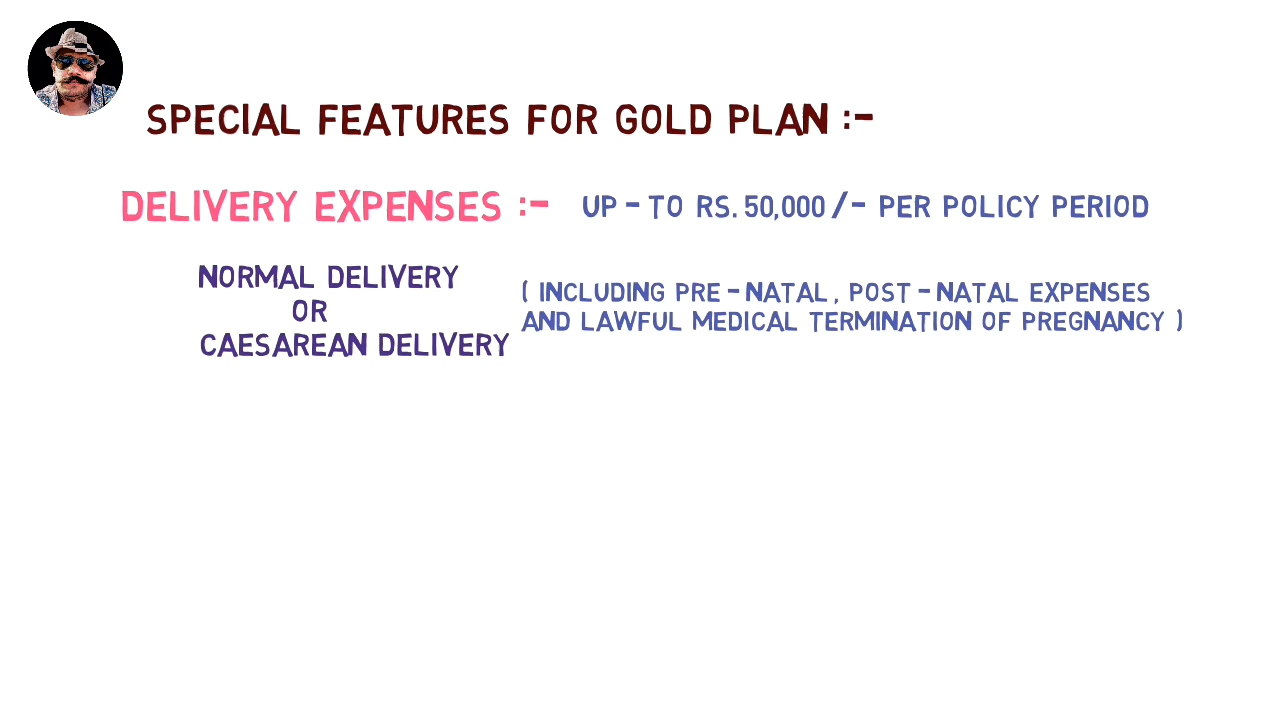 SPECIAL FEATURES FOR GOLD PLAN :-
DELIVERY EXPENSES :- UP - TO RS. 50,000 /- PER POLICY PERIOD
NORMAL DELIVERY
OR
CAESAREAN DELIVERY
( INCLUDING PRE - NATAL , POST - NATAL EXPENSES
AND LAWFUL MEDICAL TERMINATION OF PREGNANCY )